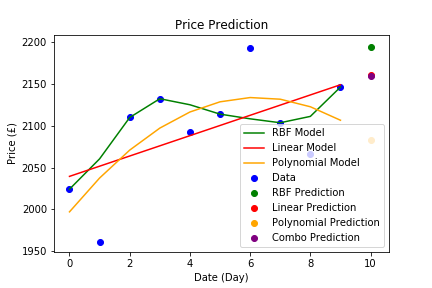 Price Prediction
2200
2150
2100
2050
2000
1950
Price (£)
0
2
4
6
8
10
Date (Day)
RBF Model
Linear Model
Polynomial Model
Data
RBF Prediction
Linear Prediction
Polynomial Prediction
Combo Prediction